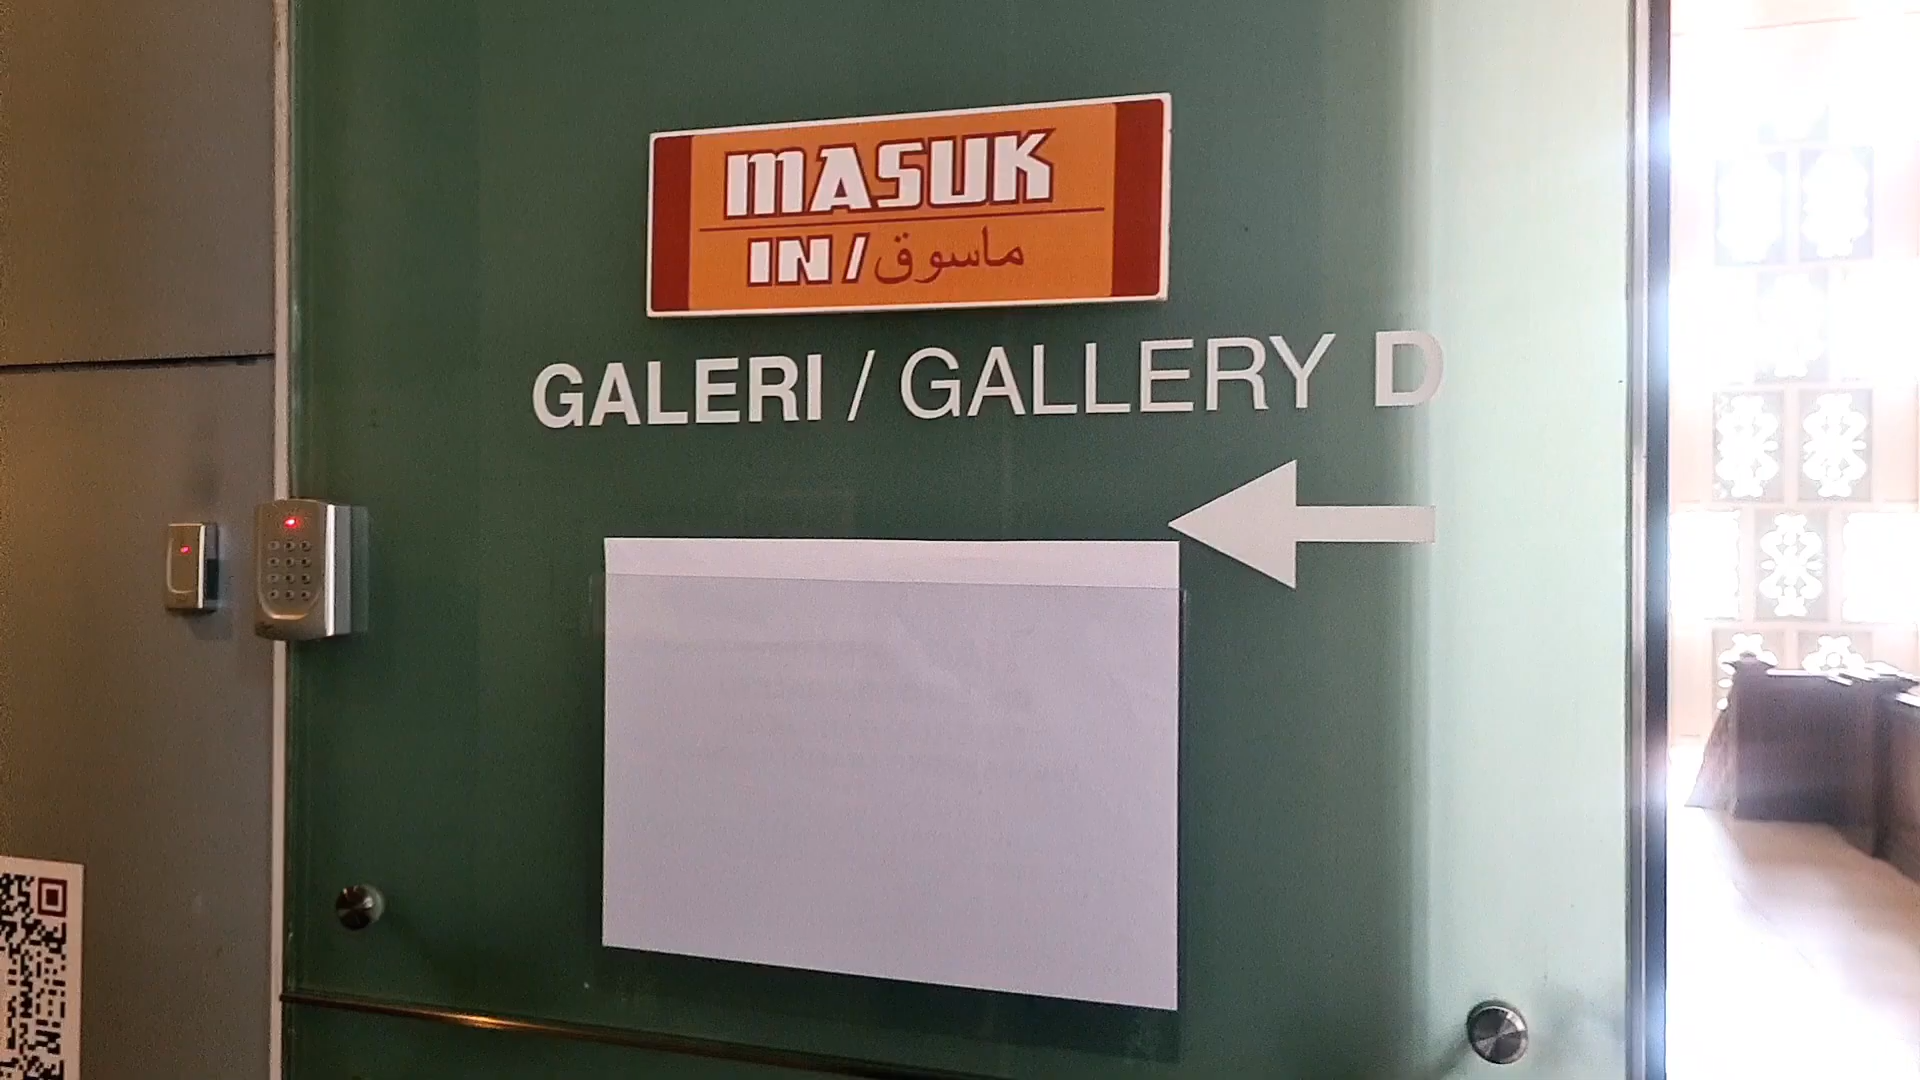 MASUK
IN / ماسوق
GALERI / GALLERY D